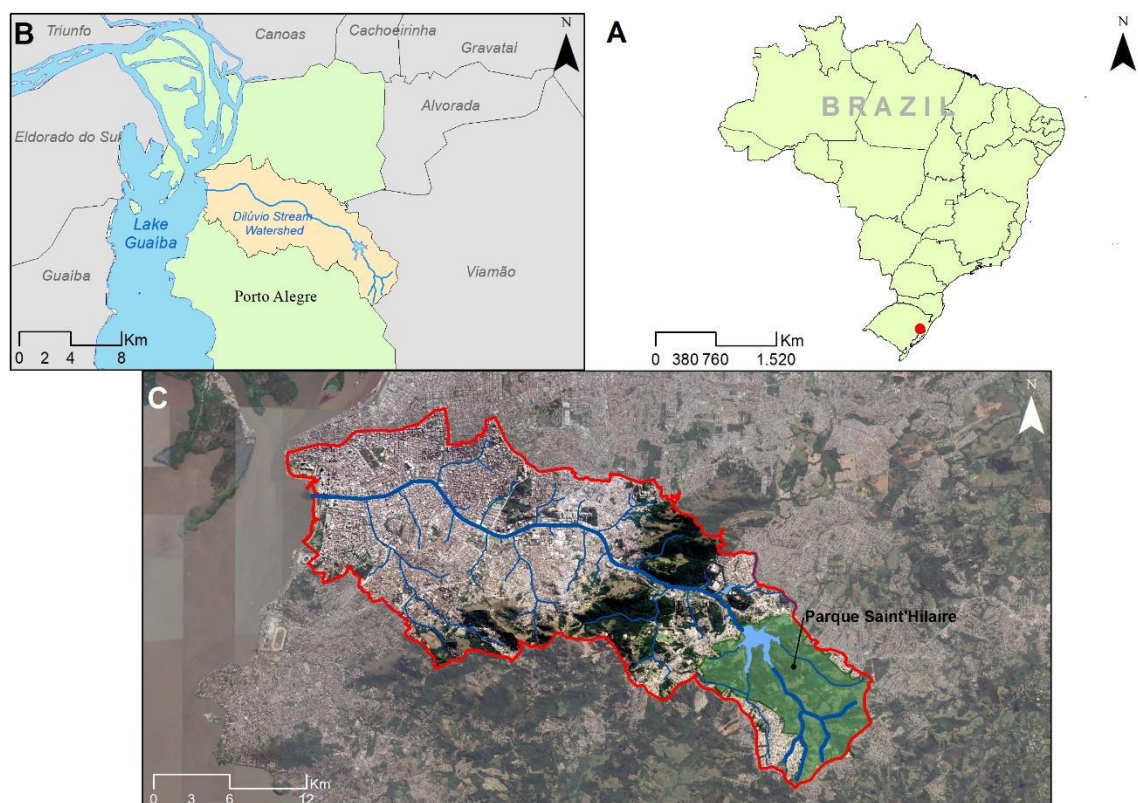 B
N
Triunfo
Canoas
Cachoeirinha
Gravataí
Alvorada
Eldorado do Sul
Dilúvio Stream
Watershed
Lake
Guaíba
Guaíba
Viamão
Porto Alegre
Km
0 2 4 8
A
N
BRAZIL
Km
0 380 760 1.520
C
N
Parque Saint'Hilaire
Km
0 3 6 12